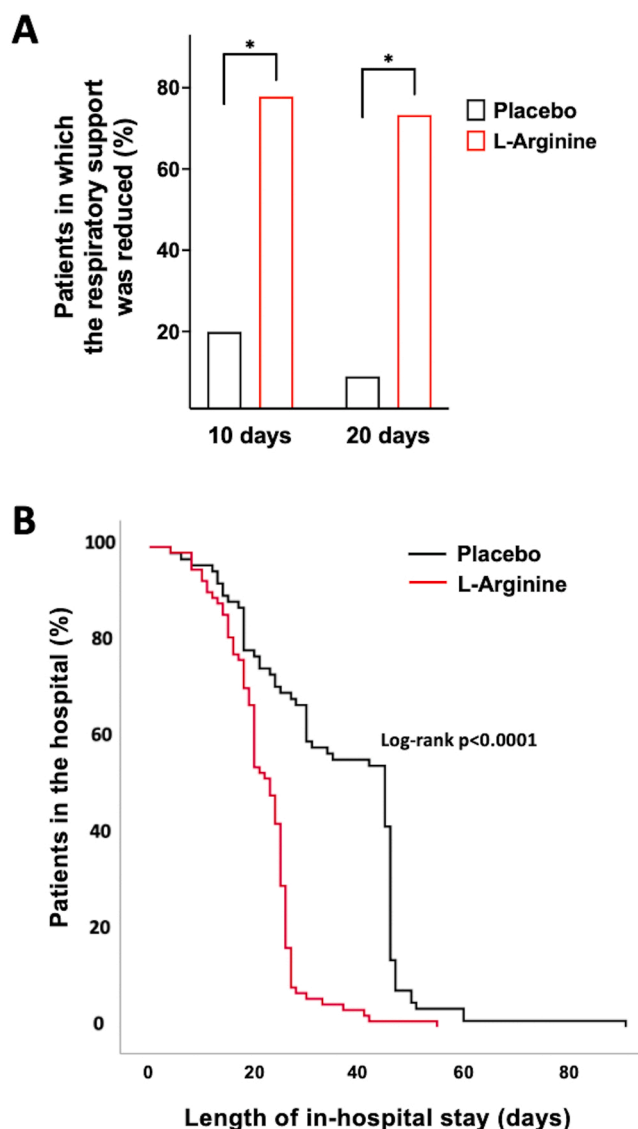 A
Patients in which
the respiratory support
was reduced (%)
80
60
40
20
*
*
Placebo
L-Arginine
10 days
20 days
B
Patients in the hospital (%)
100
80
60
40
20
0
Placebo
L-Arginine
Log-rank p<0.0001
0
20
40
60
80
Length of in-hospital stay (days)